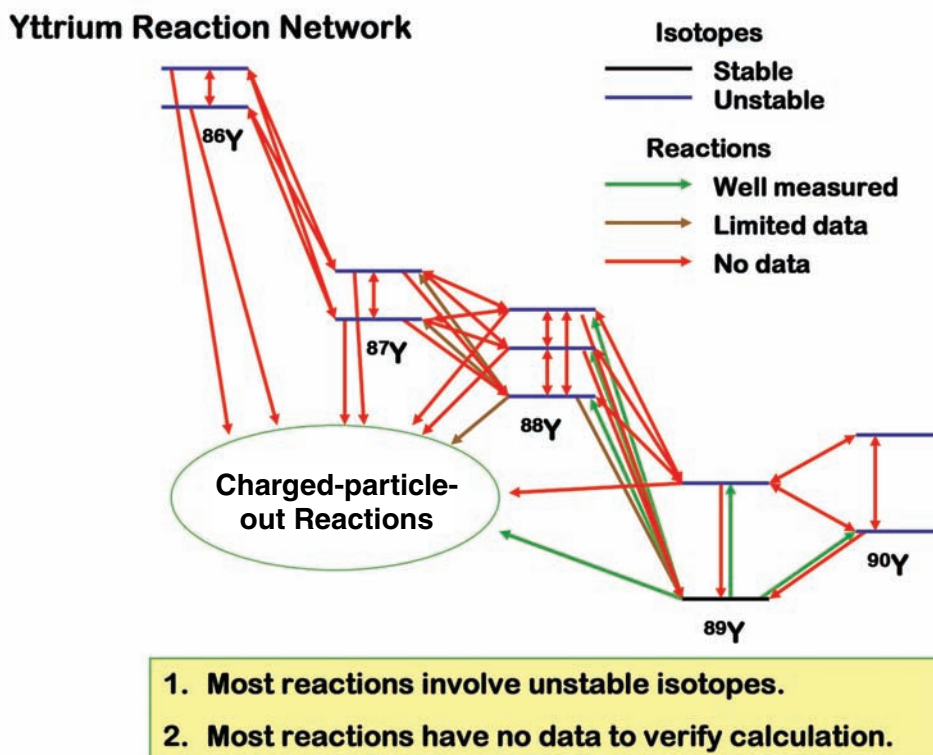 Yttrium Reaction Network
Isotopes
Stable
Unstable
Reactions
Well measured
Limited data
No data
⁸⁶Y
⁸⁷Y
⁸⁸Y
⁸⁹Y
⁹⁰Y
Charged-particle-
out Reactions
1. Most reactions involve unstable isotopes.
2. Most reactions have no data to verify calculation.